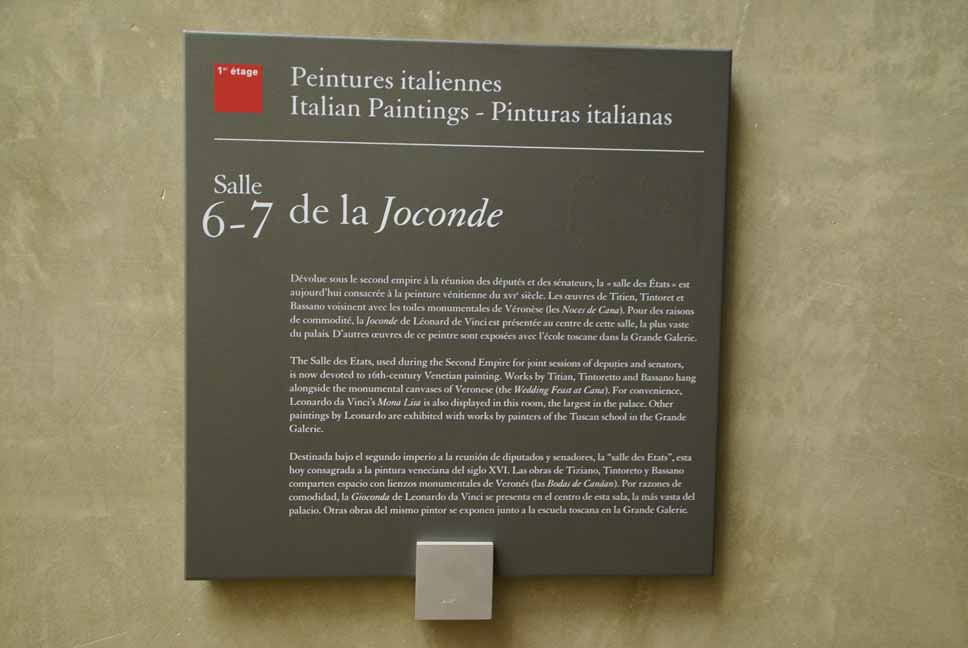 1er étage
Peintures italiennes
Italian Paintings - Pinturas italianas
Salle
6-7 de la Joconde
Dévolue sous le second empire à la réunion des députés et des sénateurs, la « salle des États » est
aujourd'hui consacrée à la peinture vénitienne du XVIe siècle. Les œuvres de Titien, Tintoret et
Bassano voisinent avec les toiles monumentales de Véronèse (les Noces de Cana). Pour des raisons
de commodité, la Joconde de Léonard de Vinci est présentée au centre de cette salle, la plus vaste
du palais. D'autres œuvres de ce peintre sont exposées avec l'école toscane dans la Grande Galerie.
The Salle des Etats, used during the Second Empire for joint sessions of deputies and senators,
is now devoted to 16th-century Venetian painting. Works by Titian, Tintoretto and Bassano hang
alongside the monumental canvases of Veronese (the Wedding Feast at Cana). For convenience,
Leonardo da Vinci's Mona Lisa is also displayed in this room, the largest in the palace. Other
paintings by Leonardo are exhibited with works by painters of the Tuscan school in the Grande
Galerie.
Destinada bajo el segundo imperio a la reunión de diputados y senadores, la "salle des Etats", esta
hoy consagrada a la pintura veneciana del siglo XVI. Las obras de Tiziano, Tintoreto y Bassano
comparten espacio con lienzos monumentales de Veronés (las Bodas de Canáan). Por razones de
comodidad, la Gioconda de Leonardo da Vinci se presenta en el centro de esta sala, la más vasta del
palacio. Otras obras del mismo pintor se exponen junto a la escuela toscana en la Grande Galerie.